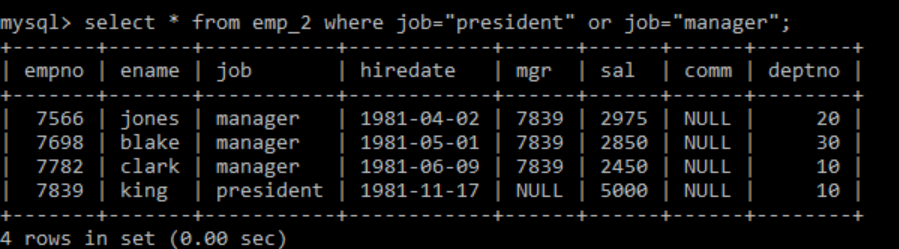 mysql> select * from emp_2 where job="president" or job="manager";
+-------+-------+-----------+------------+------+------+------+--------+
| empno | ename | job       | hiredate   | mgr  | sal  | comm | deptno |
+-------+-------+-----------+------------+------+------+------+--------+
|  7566 | jones | manager   | 1981-04-02 | 7839 | 2975 | NULL |     20 |
|  7698 | blake | manager   | 1981-05-01 | 7839 | 2850 | NULL |     30 |
|  7782 | clark | manager   | 1981-06-09 | 7839 | 2450 | NULL |     10 |
|  7839 | king  | president | 1981-11-17 | NULL | 5000 | NULL |     10 |
+-------+-------+-----------+------------+------+------+------+--------+
4 rows in set (0.00 sec)